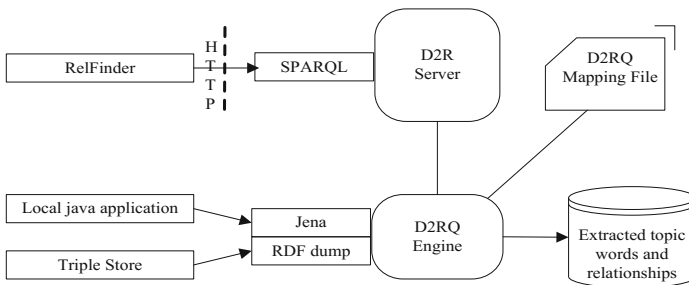 RelFinder
H
T
T
P
SPARQL
D2R
Server
D2RQ
Mapping File
Local java application
Triple Store
Jena
RDF dump
D2RQ
Engine
Extracted topic
words and
relationships